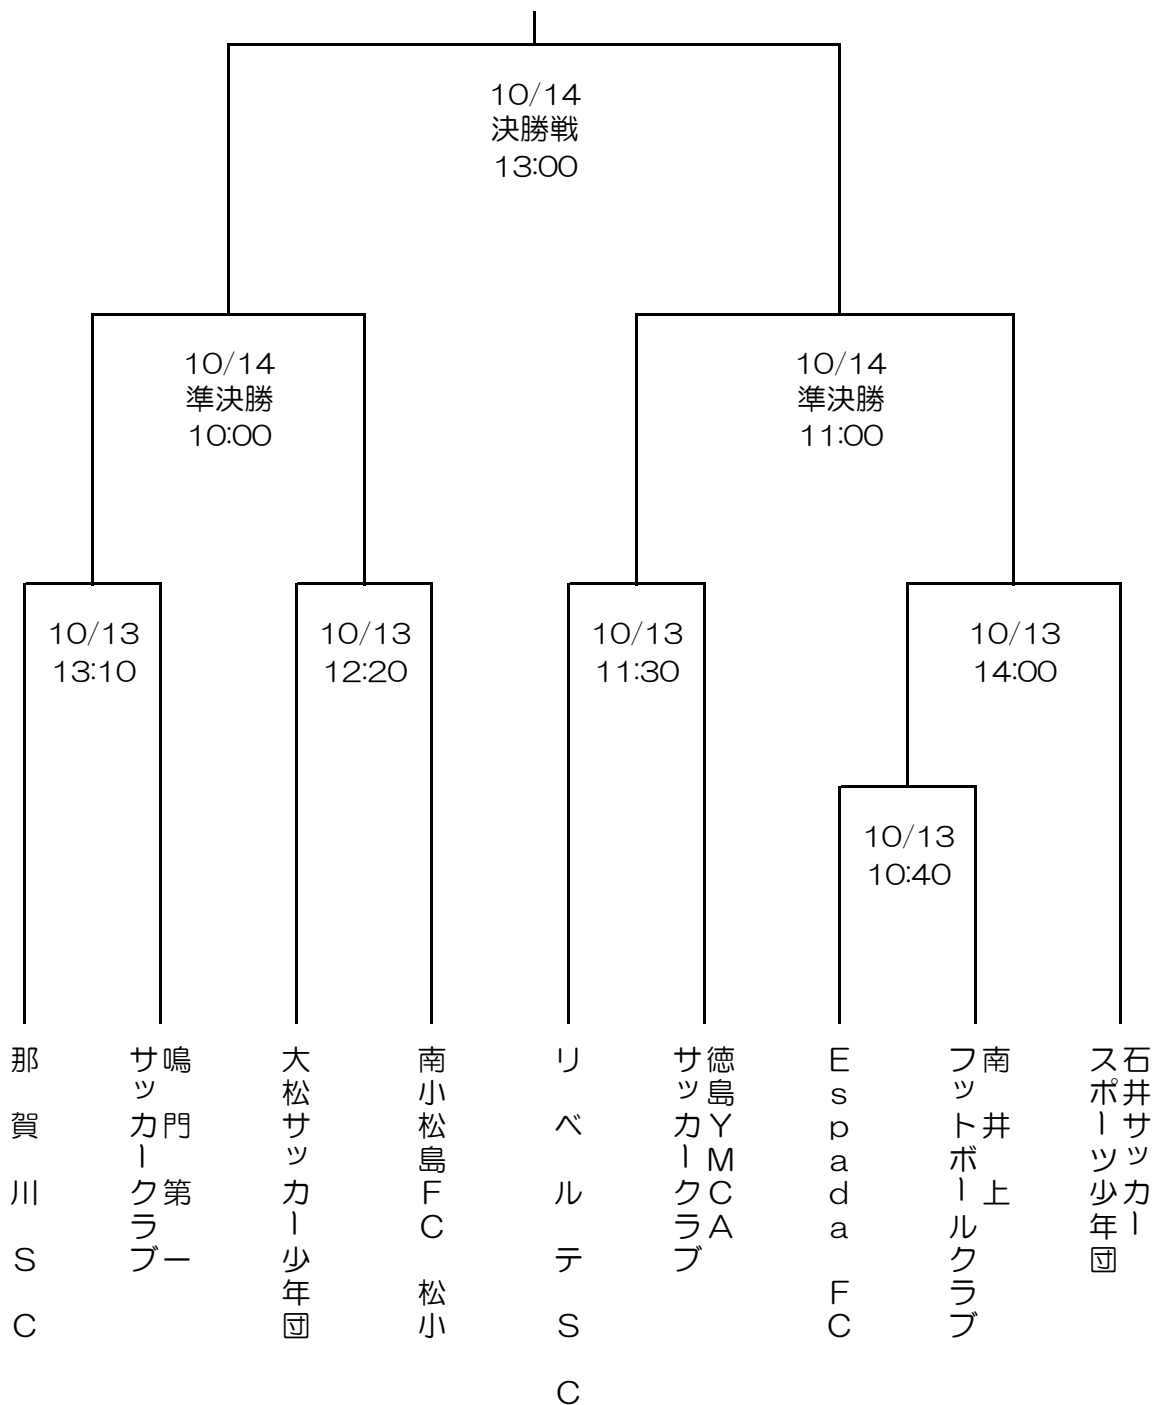 10/14
決勝戦
13:00
10/14
準決勝
10:00
10/14
準決勝
11:00
10/13
13:10
10/13
12:20
10/13
11:30
10/13
14:00
10/13
10:40
那賀川SC
鳴門第一
サッカークラブ
大松サッカー少年団
南小松島FC 松小
リベルテSC
徳島YMCA
サッカークラブ
Espada FC
南井上
フットボールクラブ
石井サッカー
スポーツ少年団